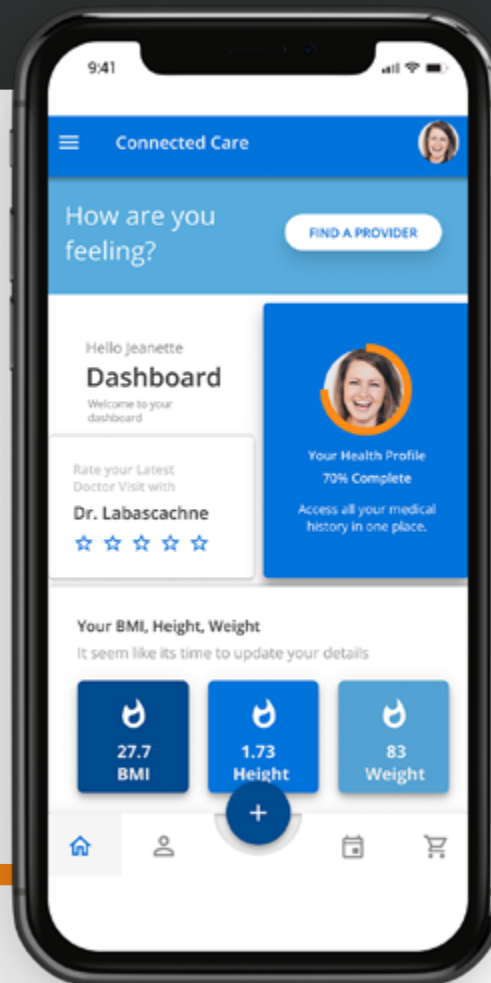 9:41
Connected Care
How are you
feeling?
FIND A PROVIDER
Hello Jeanette
Dashboard
Welcome to your
dashboard
Rate your Latest
Doctor Visit with
Dr. Labascachne
Your Health Profile
70% Complete
Access all your medical
history in one place.
Your BMI, Height, Weight
It seem like its time to update your details
27.7
BMI
1.73
Height
83
Weight